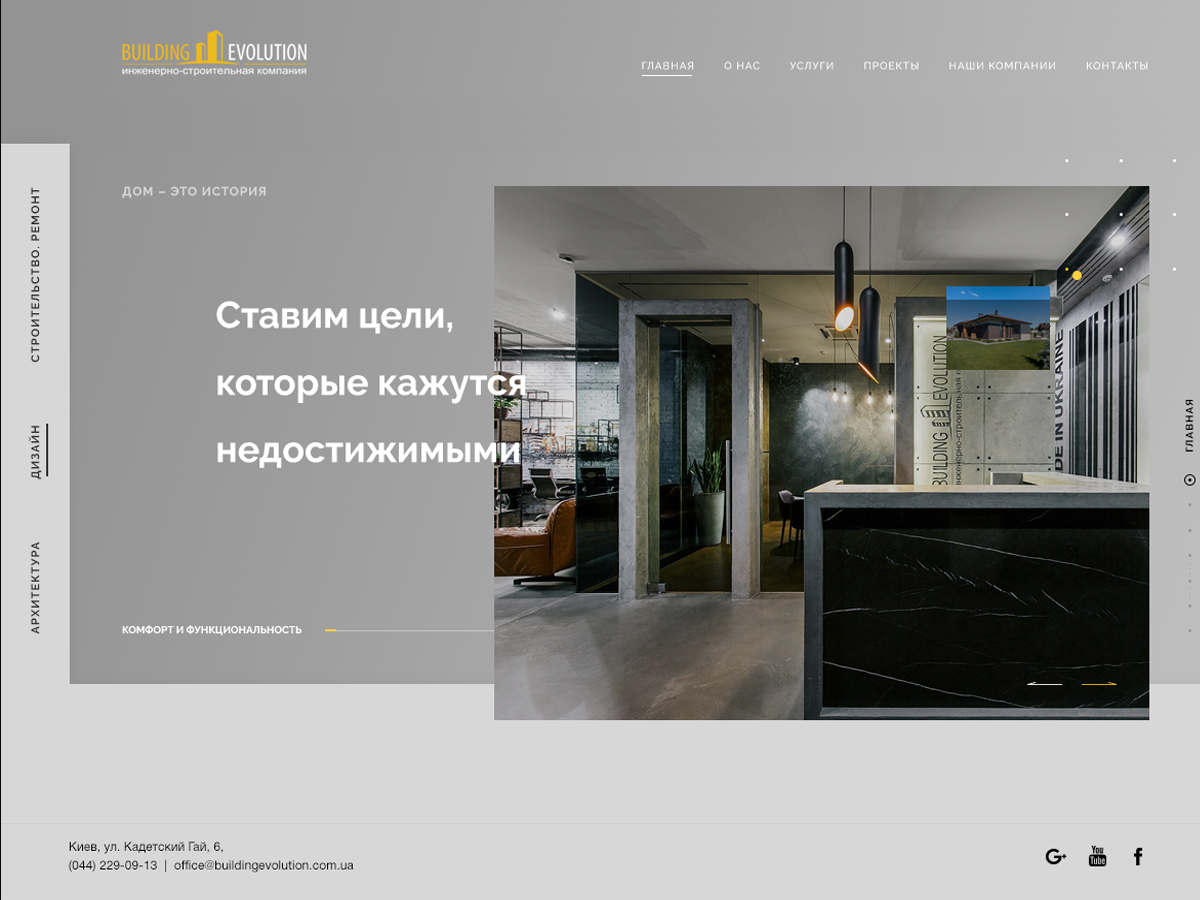 BUILDING EVOLUTION
инженерно-строительная компания
ГЛАВНАЯ
О НАС
УСЛУГИ
ПРОЕКТЫ
НАШИ КОМПАНИИ
КОНТАКТЫ
СТРОИТЕЛЬСТВО. РЕМОНТ
ДИЗАЙН
АРХИТЕКТУРА
ДОМ – ЭТО ИСТОРИЯ
Ставим цели,
которые кажутся
недостижимыми
BUILDING EVOLUTION
инженерно-строительная
DE IN UKRAINE
ГЛАВНАЯ
КОМФОРТ И ФУНКЦИОНАЛЬНОСТЬ
Киев, ул. Кадетский Гай, 6,
(044) 229-09-13 | office@buildingevolution.com.ua
G+
You
Tube
f